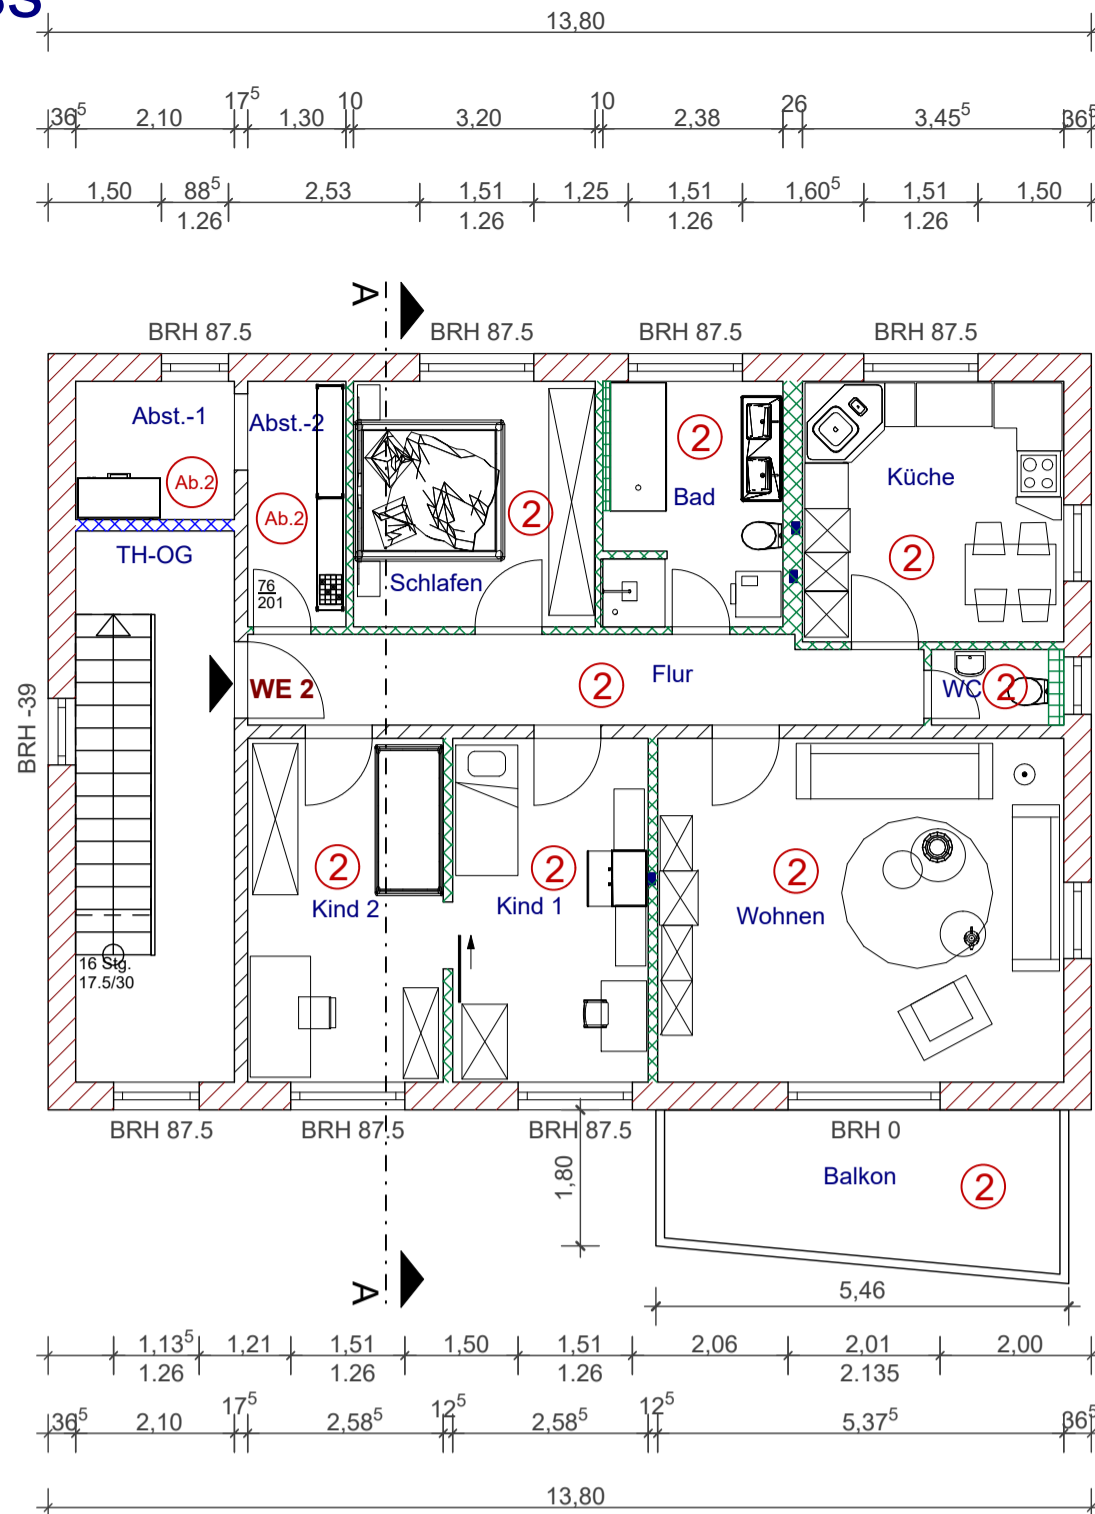 ss
13,80
36⁵ 2,10 17⁵ 1,30 10 3,20 10 2,38 26 3,45⁵ 36⁵
1,50 88⁵ 2,53 1,51 1,25 1,51 1,60⁵ 1,51 1,50
1.26 1.26 1.26 1.26
A
BRH 87.5 BRH 87.5 BRH 87.5 BRH 87.5
Abst.-1 Abst.-2
2
Küche
Ab.2
Bad
2
Ab.2
TH-OG
2
Schlafen
76
201
Flur
WE 2
2
WC 2
BRH -39
2 2 2
Kind 2 Kind 1 Wohnen
16 Stg.
17.5/30
BRH 87.5 BRH 87.5 BRH 87.5 BRH 0
1,80
Balkon 2
A
5,46
1,13⁵ 1,21 1,51 1,50 1,51 2,06 2,01 2,00
1.26 1.26 1.26 2.135
36⁵ 2,10 17⁵ 2,58⁵ 12⁵ 2,58⁵ 12⁵ 5,37⁵ 36⁵
13,80